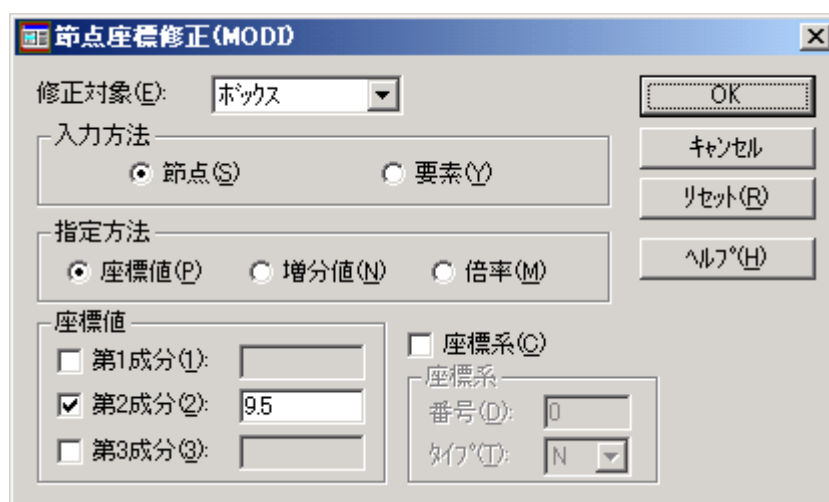 節点座標修正(MODI)
修正対象(E): ボックス
OK
入力方法
キャンセル
節点(S) 要素(Y)
リセット(R)
指定方法
ヘルプ(H)
座標値(P) 増分値(N) 倍率(M)
座標値
座標系(C)
第1成分(1):
座標系
第2成分(2): 9.5
番号(D): 0
第3成分(3):
タイプ(T): N